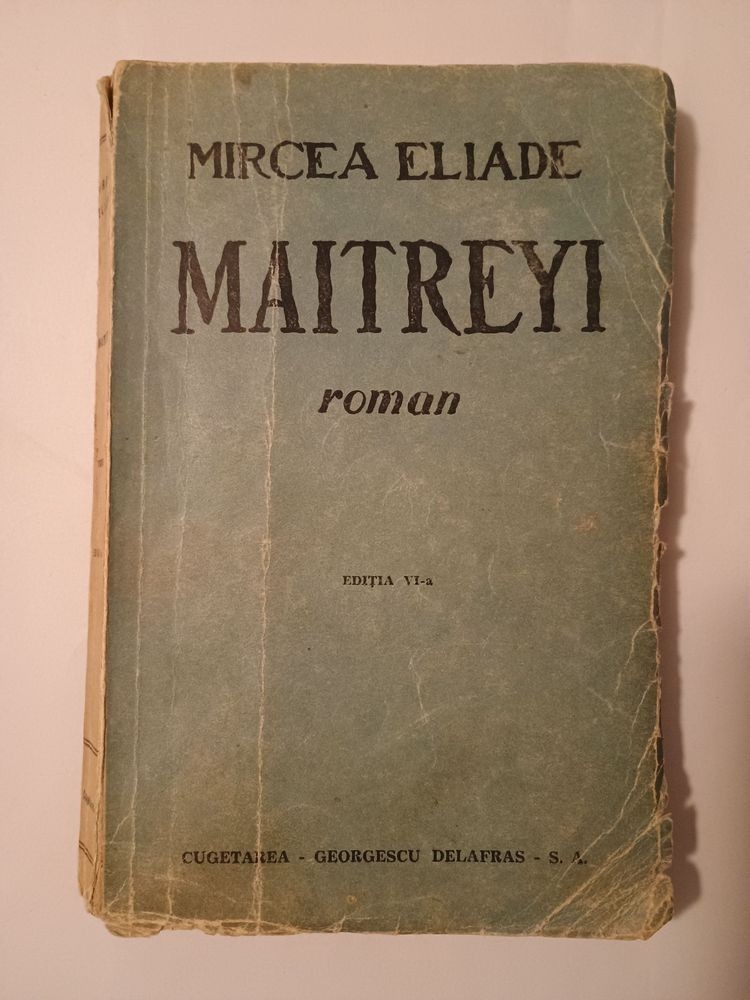 MIRCEA ELIADE
MAITREYI
roman
EDIȚIA VI-a
CUGETAREA - GEORGESCU DELAFRAS - S. A.